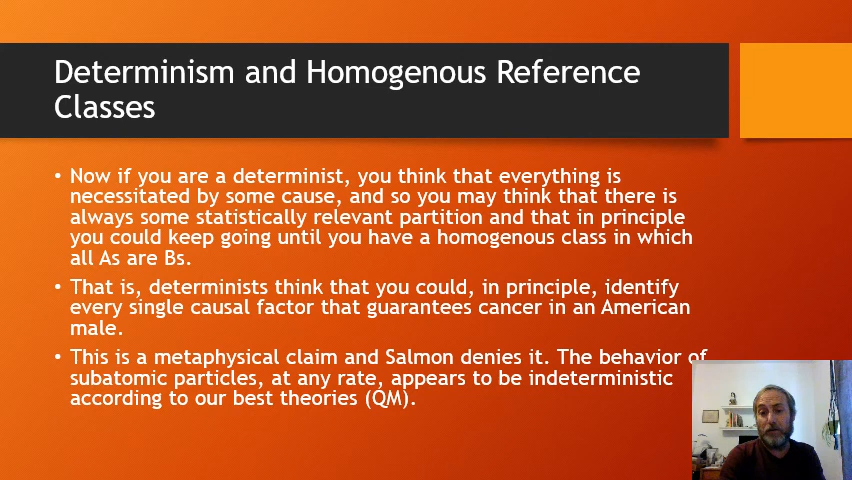 Determinism and Homogenous Reference
Classes
• Now if you are a determinist, you think that everything is
necessitated by some cause, and so you may think that there is
always some statistically relevant partition and that in principle
you could keep going until you have a homogenous class in which
all As are Bs.
• That is, determinists think that you could, in principle, identify
every single causal factor that guarantees cancer in an American
male.
• This is a metaphysical claim and Salmon denies it. The behavior of
subatomic particles, at any rate, appears to be indeterministic
according to our best theories (QM).